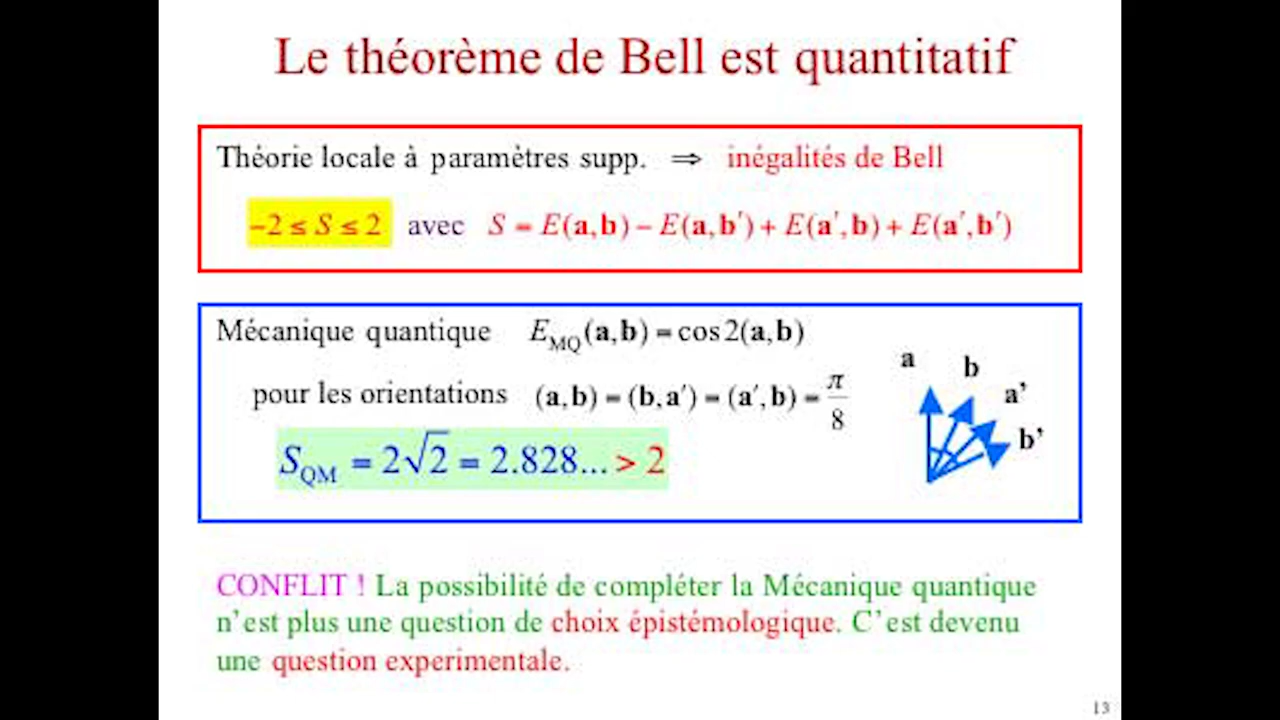 Le théorème de Bell est quantitatif
Théorie locale à paramètres supp. ⇒ inégalités de Bell
−2 ≤ S ≤ 2 avec S = E(a,b) − E(a,b′) + E(a′,b) + E(a′,b′)
Mécanique quantique E_MQ(a,b) = cos2(a,b)
pour les orientations (a,b) = (b,a′) = (a′,b) = π/8
S_QM = 2√2 = 2.828... > 2
a
b
a’
b’
CONFLIT ! La possibilité de compléter la Mécanique quantique
n’est plus une question de choix épistémologique. C’est devenu
une question experimentale.
13